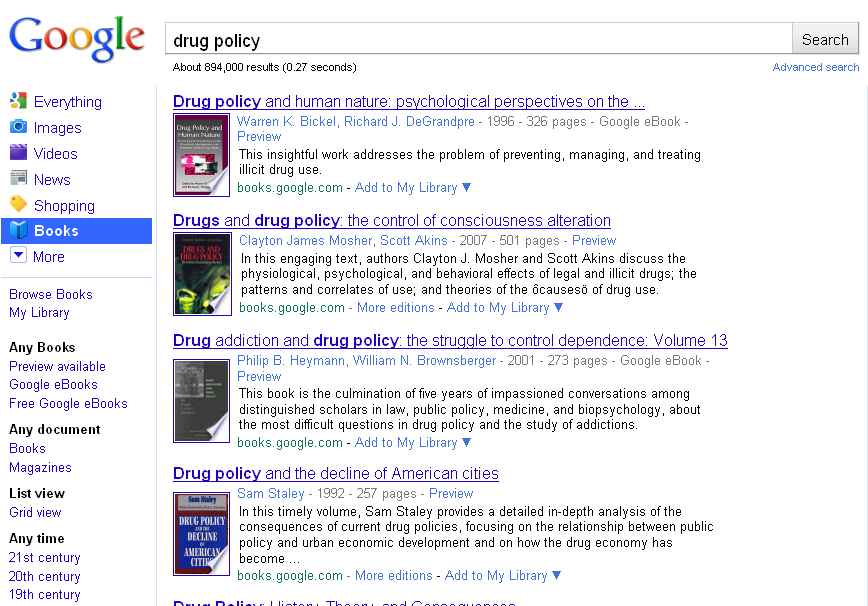 Google
drug policy
Search
About 894,000 results (0.27 seconds)
Advanced search
Everything
Images
Videos
News
Shopping
Books
More
Browse Books
My Library
Any Books
Preview available
Google eBooks
Free Google eBooks
Any document
Books
Magazines
List view
Grid view
Any time
21st century
20th century
19th century
Drug policy and human nature: psychological perspectives on the ...
Drug Policy and
Human Nature
Warren K. Bickel, Richard J. DeGrandpre - 1996 - 326 pages - Google eBook -
Preview
This insightful work addresses the problem of preventing, managing, and treating
illicit drug use.
books.google.com - Add to My Library ▼
Drugs and drug policy: the control of consciousness alteration
DRUGS AND
DRUG POLICY
Clayton James Mosher, Scott Akins - 2007 - 501 pages - Preview
In this engaging text, authors Clayton J. Mosher and Scott Akins discuss the
physiological, psychological, and behavioral effects of legal and illicit drugs; the
patterns and correlates of use; and theories of the ôcausesö of drug use.
books.google.com - More editions - Add to My Library ▼
Drug addiction and drug policy: the struggle to control dependence: Volume 13
Philip B. Heymann, William N. Brownsberger - 2001 - 273 pages - Google eBook -
Preview
This book is the culmination of five years of impassioned conversations among
distinguished scholars in law, public policy, medicine, and biopsychology, about
the most difficult questions in drug policy and the study of addictions.
books.google.com - Add to My Library ▼
Drug policy and the decline of American cities
Sam Staley
DRUG POLICY
AND THE
DECLINE
OF
AMERICAN
CITIES
Sam Staley - 1992 - 257 pages - Preview
In this timely volume, Sam Staley provides a detailed in-depth analysis of the
consequences of current drug policies, focusing on the relationship between public
policy and urban economic development and on how the drug economy has
become ...
books.google.com - More editions - Add to My Library ▼
Drug Policy: History, Theory, and Consequences